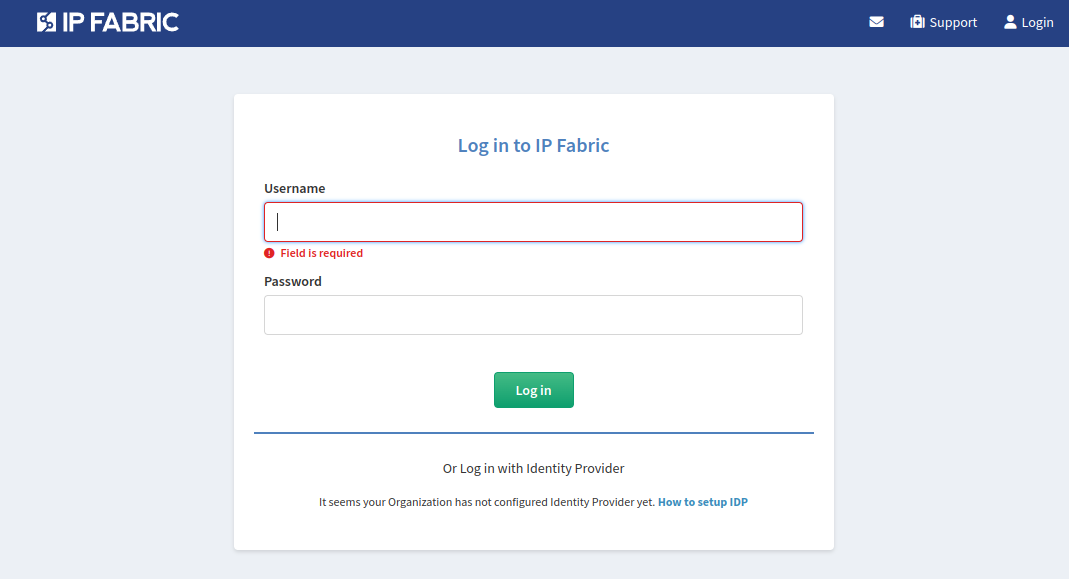 IP FABRIC
Support
Login
Log in to IP Fabric
Username
Field is required
Password
Log in
Or Log in with Identity Provider
It seems your Organization has not configured Identity Provider yet. How to setup IDP